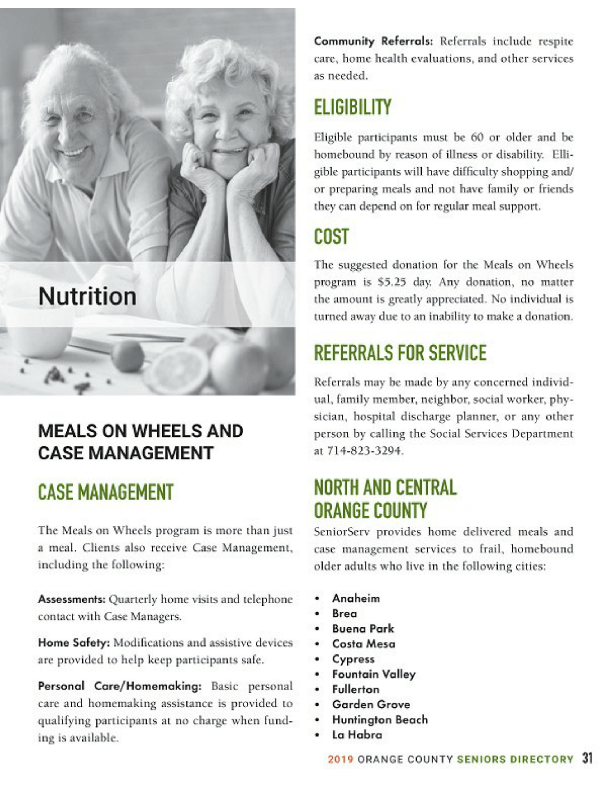 Nutrition
MEALS ON WHEELS AND
CASE MANAGEMENT
CASE MANAGEMENT
The Meals on Wheels program is more than just
a meal. Clients also receive Case Management,
including the following:
Assessments: Quarterly home visits and telephone
contact with Case Managers.
Home Safety: Modifications and assistive devices
are provided to help keep participants safe.
Personal Care/Homemaking: Basic personal
care and homemaking assistance is provided to
qualifying participants at no charge when fund-
ing is available.
Community Referrals: Referrals include respite
care, home health evaluations, and other services
as needed.
ELIGIBILITY
Eligible participants must be 60 or older and be
homebound by reason of illness or disability. Elli-
gible participants will have difficulty shopping and/
or preparing meals and not have family or friends
they can depend on for regular meal support.
COST
The suggested donation for the Meals on Wheels
program is $5.25 day. Any donation, no matter
the amount is greatly appreciated. No individual is
turned away due to an inability to make a donation.
REFERRALS FOR SERVICE
Referrals may be made by any concerned individ-
ual, family member, neighbor, social worker, phy-
sician, hospital discharge planner, or any other
person by calling the Social Services Department
at 714-823-3294.
NORTH AND CENTRAL
ORANGE COUNTY
SeniorServ provides home delivered meals and
case management services to frail, homebound
older adults who live in the following cities:
• Anaheim
• Brea
• Buena Park
• Costa Mesa
• Cypress
• Fountain Valley
• Fullerton
• Garden Grove
• Huntington Beach
• La Habra
2019 ORANGE COUNTY SENIORS DIRECTORY 31